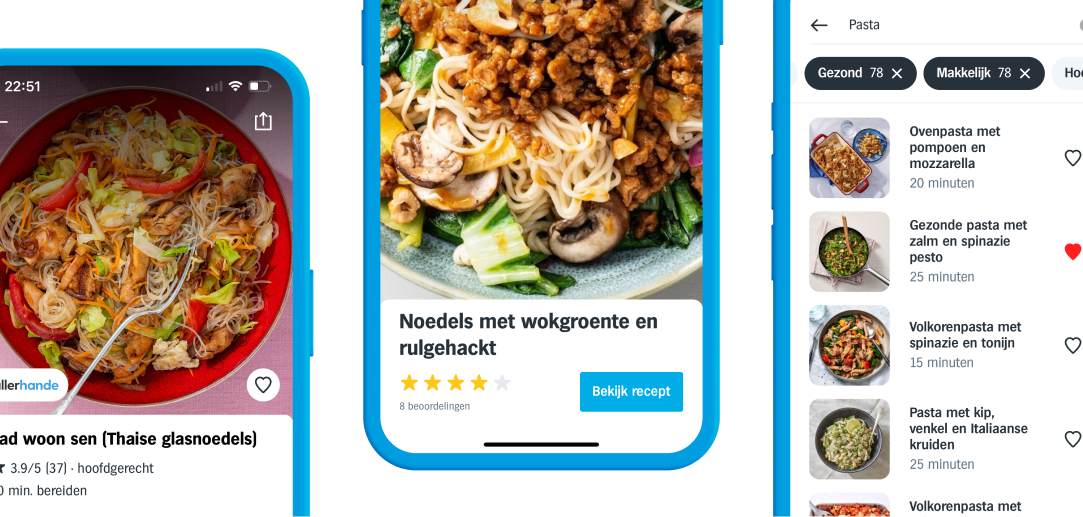 22:51
allerhande
ad woon sen (Thaise glasnoedels)
3.9/5 (37) · hoofdgerecht
0 min. bereiden
Noedels met wokgroente en
rulgehackt
8 beoordelingen
Bekijk recept
Pasta
Gezond 78
Makkelijk 78
Ovenpasta met
pompoen en
mozzarella
20 minuten
Gezonde pasta met
zalm en spinazie
pesto
25 minuten
Volkorenpasta met
spinazie en tonijn
15 minuten
Pasta met kip,
venkel en Italiaanse
kruiden
25 minuten
Volkorenpasta met